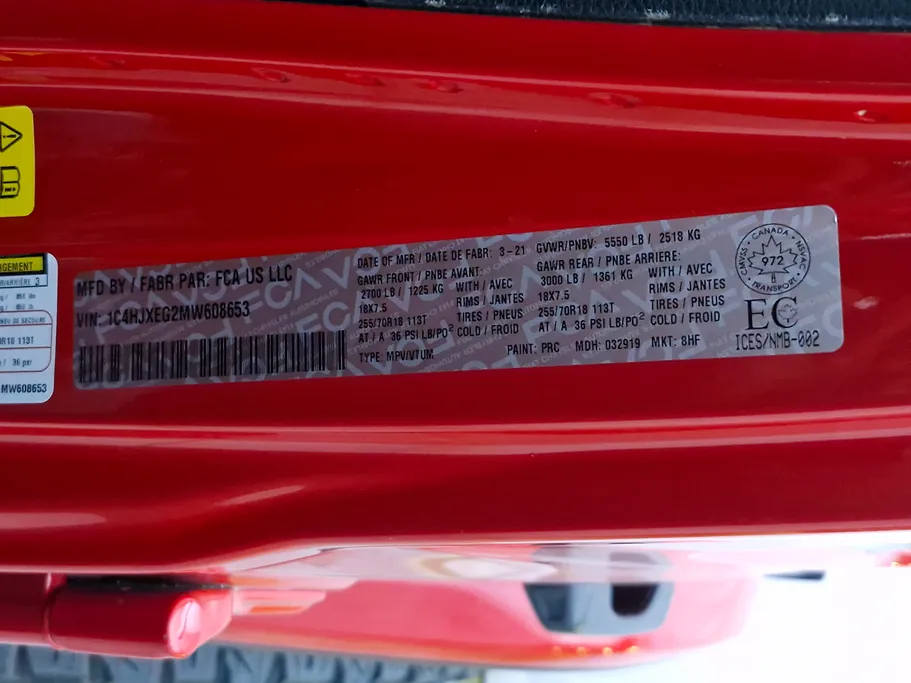 MFD BY / FABR PAR: FCA US LLC
VIN: 1C4HJXEG2MW608653
DATE OF MFR / DATE DE FABR: 3-21
GAWR FRONT / PNBE AVANT:
2700 LB / 1225 KG WITH / AVEC
18X7.5 RIMS / JANTES
255/70R18 113T TIRES / PNEUS
AT / A 36 PSI LB/PO² COLD / FROID
TYPE: MPV/VTUM
GVWR/PNBV: 5550 LB / 2518 KG
GAWR REAR / PNBE ARRIERE:
3000 LB / 1361 KG WITH / AVEC
18X7.5 RIMS / JANTES
255/70R18 113T TIRES / PNEUS
AT / A 36 PSI LB/PO² COLD / FROID
PAINT: PRC MDH: 032919 MKT: 8HF
CANADA
CMVSS NSVAC
972
TRANSPORT
EC
ICES/NMB-002
MW608653